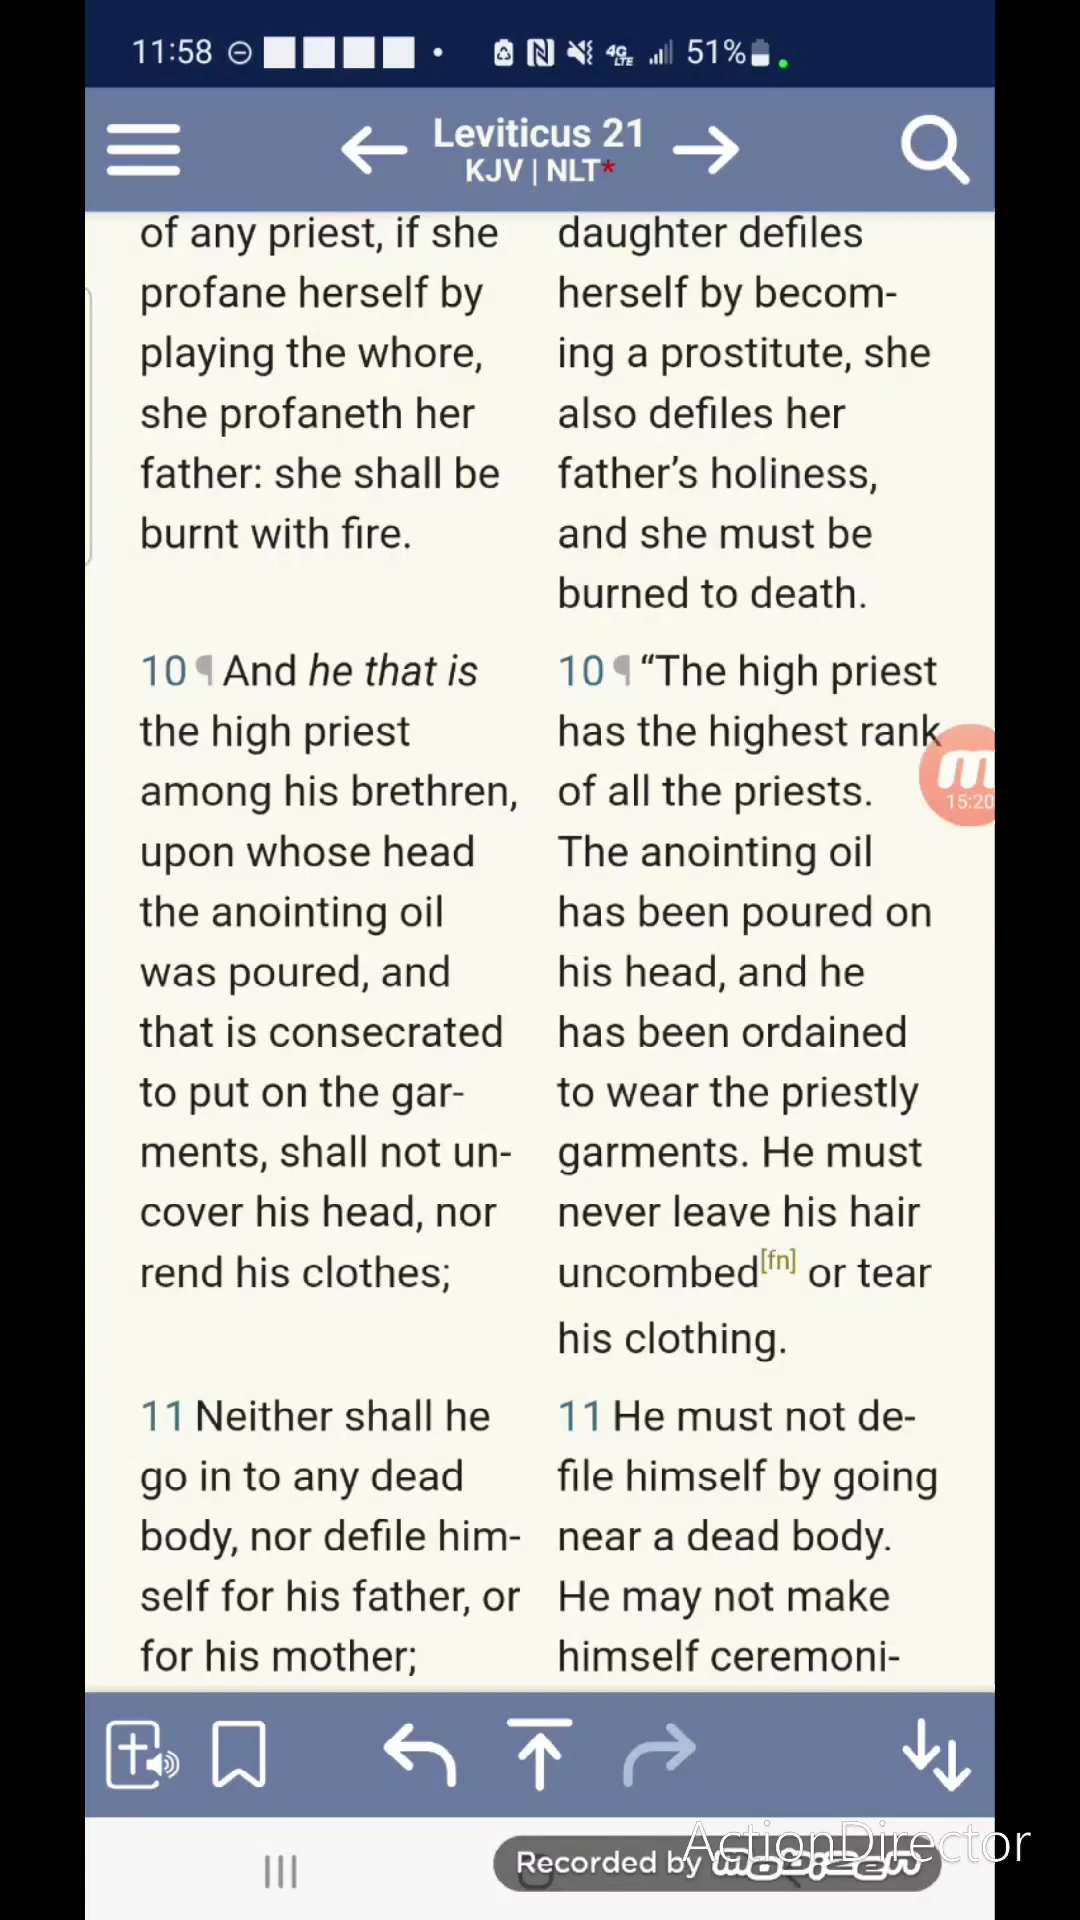 11:58
51%
Leviticus 21
KJV | NLT*
of any priest, if she
profane herself by
playing the whore,
she profaneth her
father: she shall be
burnt with fire.
10 ¶ And he that is
the high priest
among his brethren,
upon whose head
the anointing oil
was poured, and
that is consecrated
to put on the gar-
ments, shall not un-
cover his head, nor
rend his clothes;
11 Neither shall he
go in to any dead
body, nor defile him-
self for his father, or
for his mother;
daughter defiles
herself by becom-
ing a prostitute, she
also defiles her
father’s holiness,
and she must be
burned to death.
10 ¶ “The high priest
has the highest rank
of all the priests.
The anointing oil
has been poured on
his head, and he
has been ordained
to wear the priestly
garments. He must
never leave his hair
uncombed[fn] or tear
his clothing.
11 He must not de-
file himself by going
near a dead body.
He may not make
himself ceremoni-
m
15:20
4G LTE
ActionDirector
Recorded by MOBIZEN